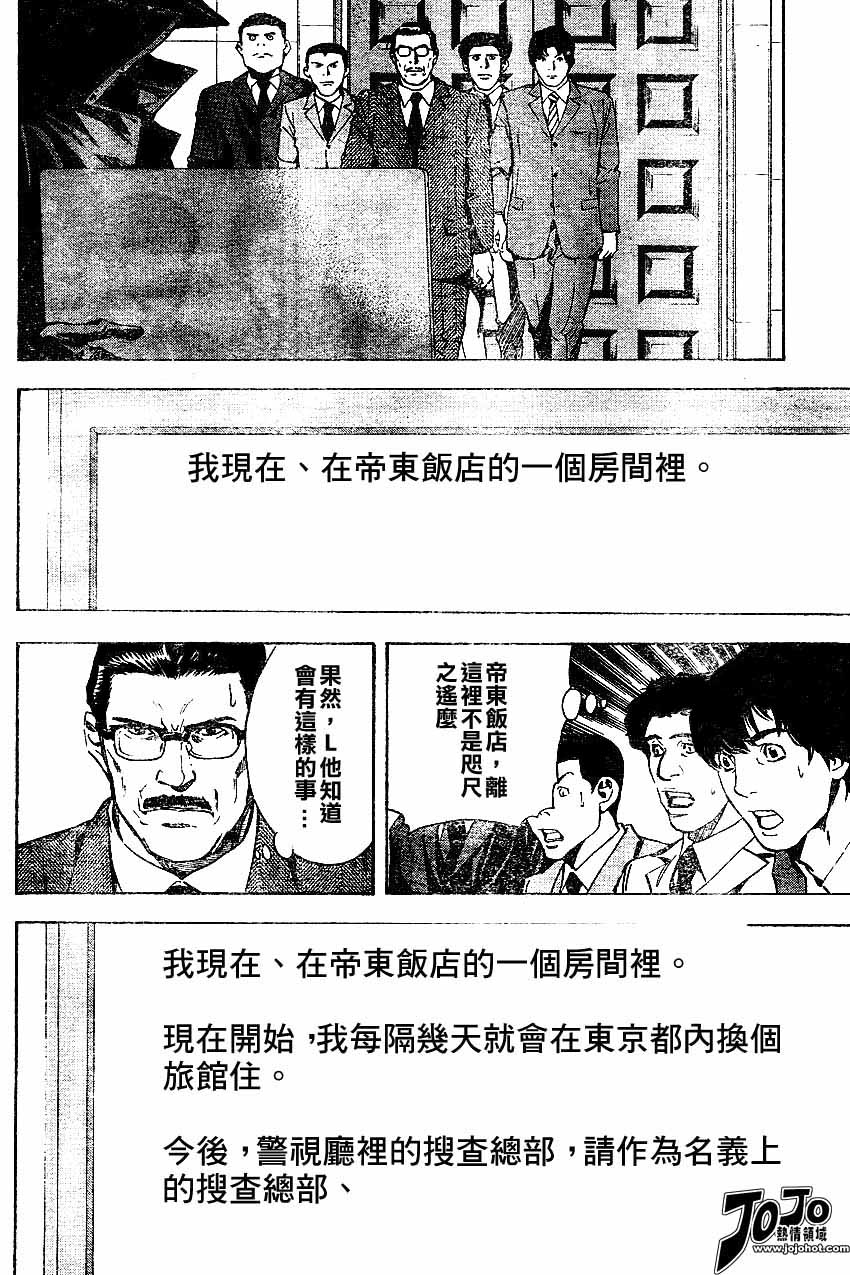 我現在、在帝東飯店的一個房間裡。
帝東飯店，離
這裡不是咫尺
之遙麼
果然，L他知道
會有這樣的事…
我現在、在帝東飯店的一個房間裡。
現在開始，我每隔幾天就會在東京都內換個
旅館住。
今後，警視廳裡的搜查總部，請作為名義上
的搜查總部、
JOJO
熱情領域
www.jojohot.com